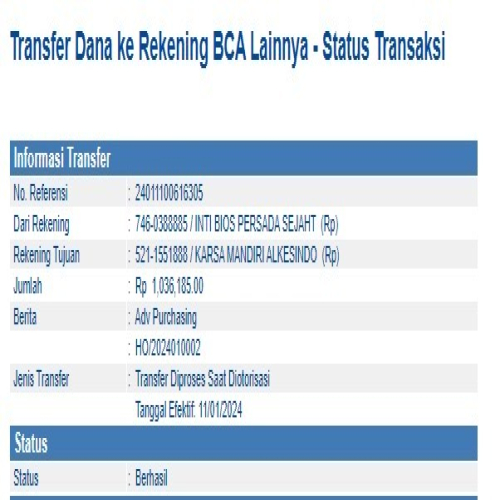 Transfer Dana ke Rekening BCA Lainnya - Status Transaksi
Informasi Transfer
No. Referensi : 24011100616305
Dari Rekening : 746-0388885 / INTI BIOS PERSADA SEJAHT (Rp)
Rekening Tujuan : 521-1551888 / KARSA MANDIRI ALKESINDO (Rp)
Jumlah : Rp 1,036,185.00
Berita : Adv Purchasing
: HO/2024010002
Jenis Transfer : Transfer Diproses Saat Diotorisasi
Tanggal Efektif: 11/01/2024
Status
Status : Berhasil